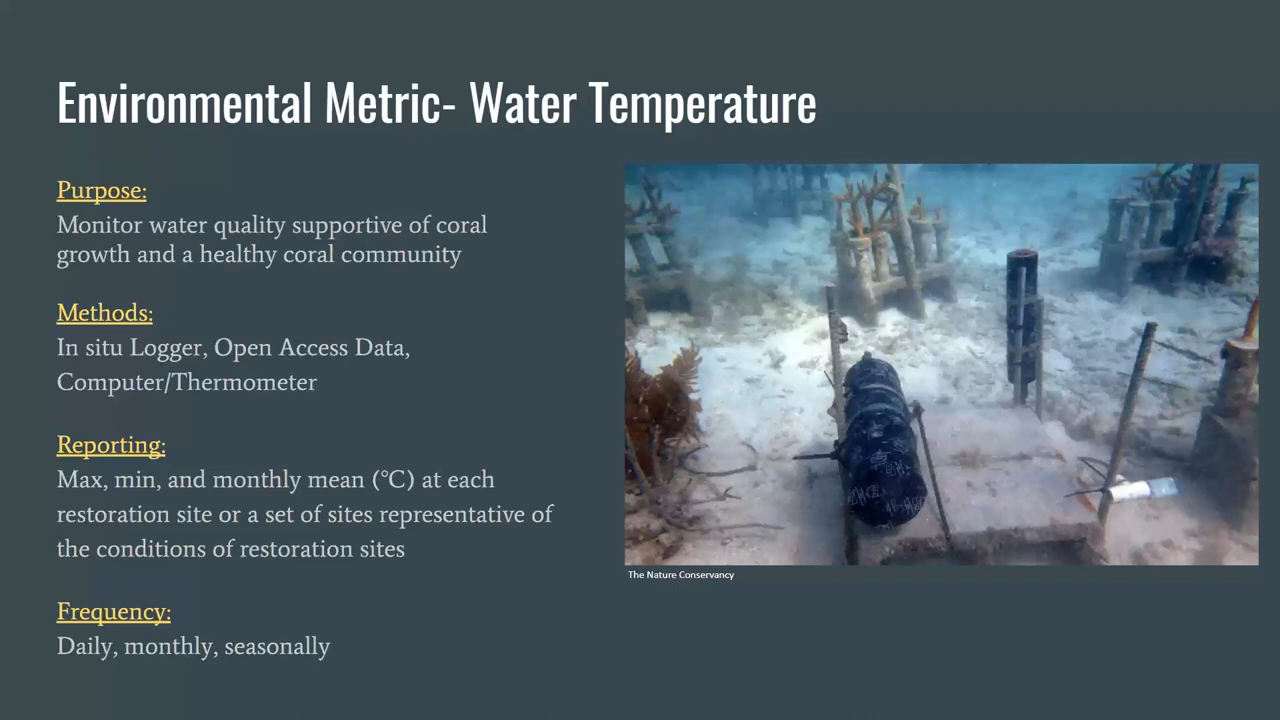 Environmental Metric- Water Temperature
Purpose:
Monitor water quality supportive of coral
growth and a healthy coral community
Methods:
In situ Logger, Open Access Data,
Computer/Thermometer
Reporting:
Max, min, and monthly mean (°C) at each
restoration site or a set of sites representative of
the conditions of restoration sites
Frequency:
Daily, monthly, seasonally
The Nature Conservancy